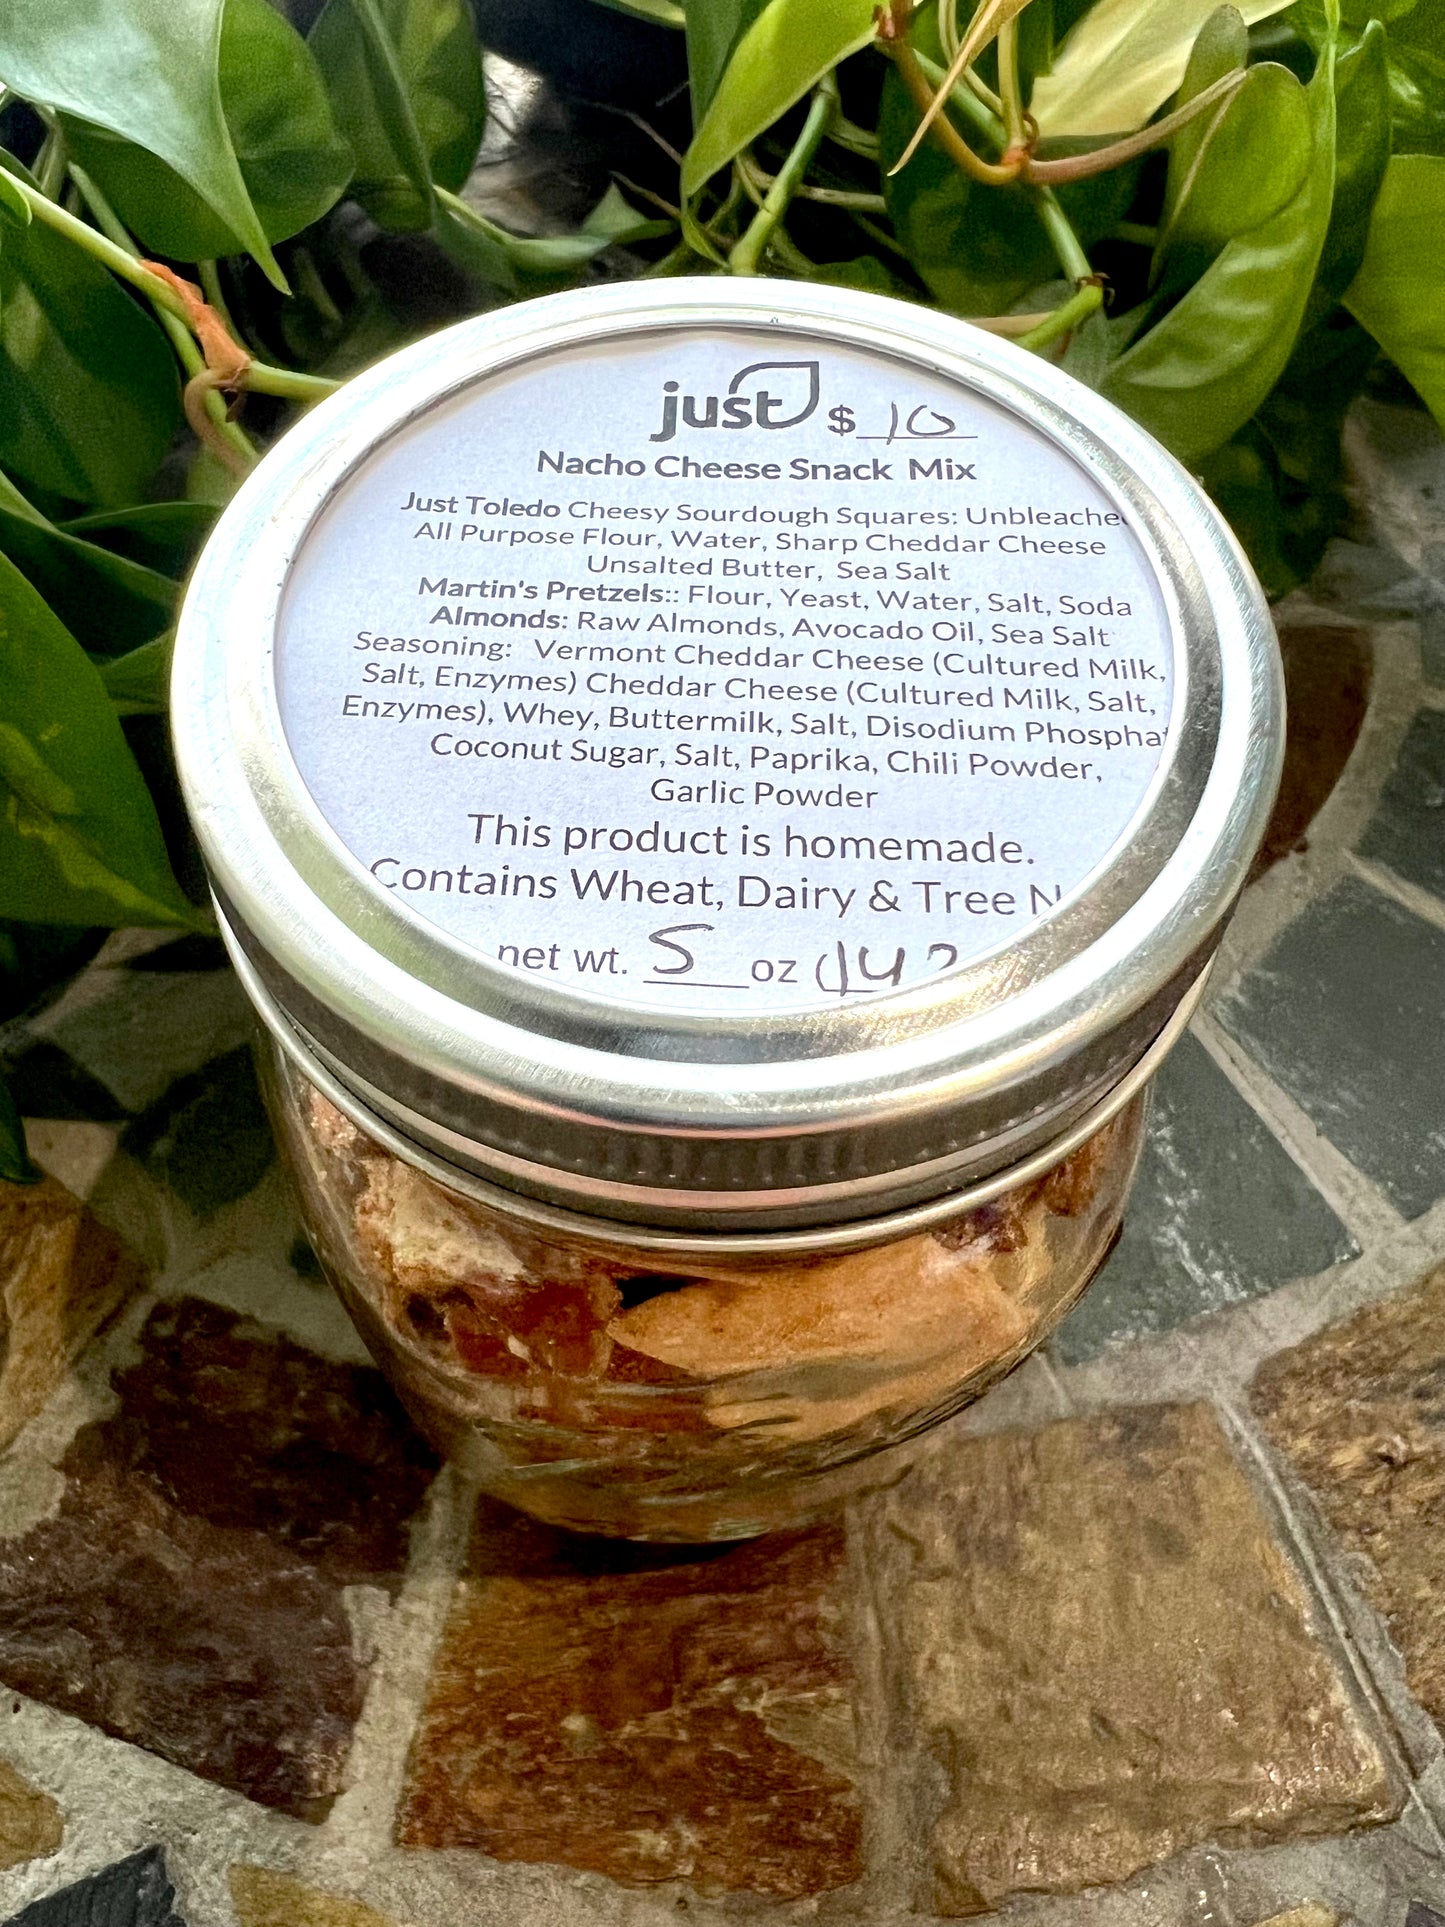 just $ 10
Nacho Cheese Snack Mix
Just Toledo Cheesy Sourdough Squares: Unbleache
All Purpose Flour, Water, Sharp Cheddar Cheese
Unsalted Butter, Sea Salt
Martin's Pretzels:: Flour, Yeast, Water, Salt, Soda
Almonds: Raw Almonds, Avocado Oil, Sea Salt
Seasoning: Vermont Cheddar Cheese (Cultured Milk,
Salt, Enzymes) Cheddar Cheese (Cultured Milk, Salt,
Enzymes), Whey, Buttermilk, Salt, Disodium Phospha
Coconut Sugar, Salt, Paprika, Chili Powder,
Garlic Powder
This product is homemade.
Contains Wheat, Dairy & Tree N
net wt. 5 oz (14